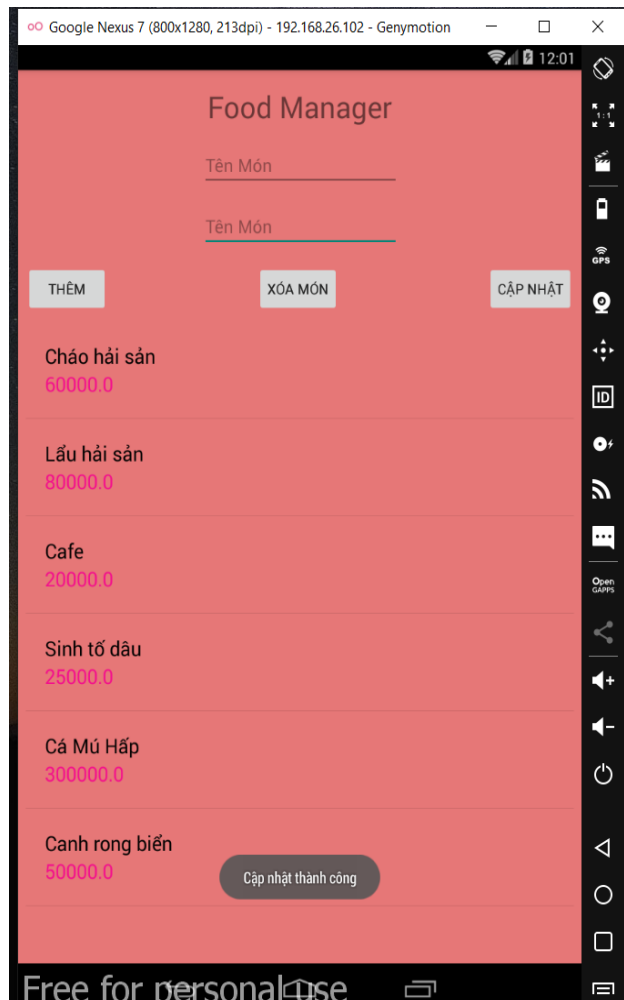 Google Nexus 7 (800x1280, 213dpi) - 192.168.26.102 - Genymotion
12:01
Food Manager
Tên Món
Tên Món
THÊM XÓA MÓN CẬP NHẬT
Cháo hải sản
60000.0
Lẩu hải sản
80000.0
Cafe
20000.0
Sinh tố dâu
25000.0
Cá Mú Hấp
300000.0
Canh rong biển
50000.0
Cập nhật thành công
Free for personal use
1:1
GPS
ID
Open
GAPPS